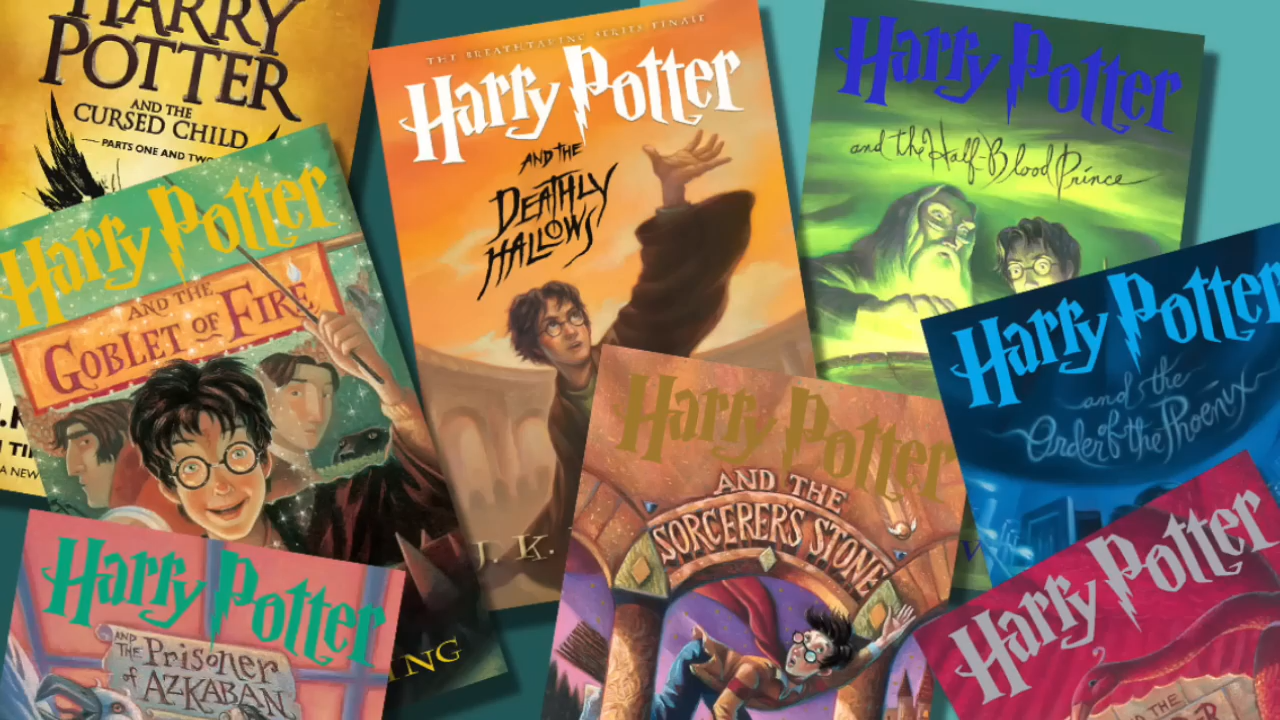 HARRY
POTTER
AND THE
CURSED CHILD
PARTS ONE AND TWO
THE BREATHTAKING SERIES FINALE
Harry Potter
AND THE
DEATHLY
HALLOWS
J. K.
Harry Potter
and the Half-Blood Prince
Harry Potter
AND THE
GOBLET OF FIRE
ING
A NEW
Harry Potter
and the
Order of the Phoenix
Harry Potter
AND THE
SORCERER'S STONE
Harry Potter
AND
THE Prisoner
of
AZKABAN
Harry Potter
THE